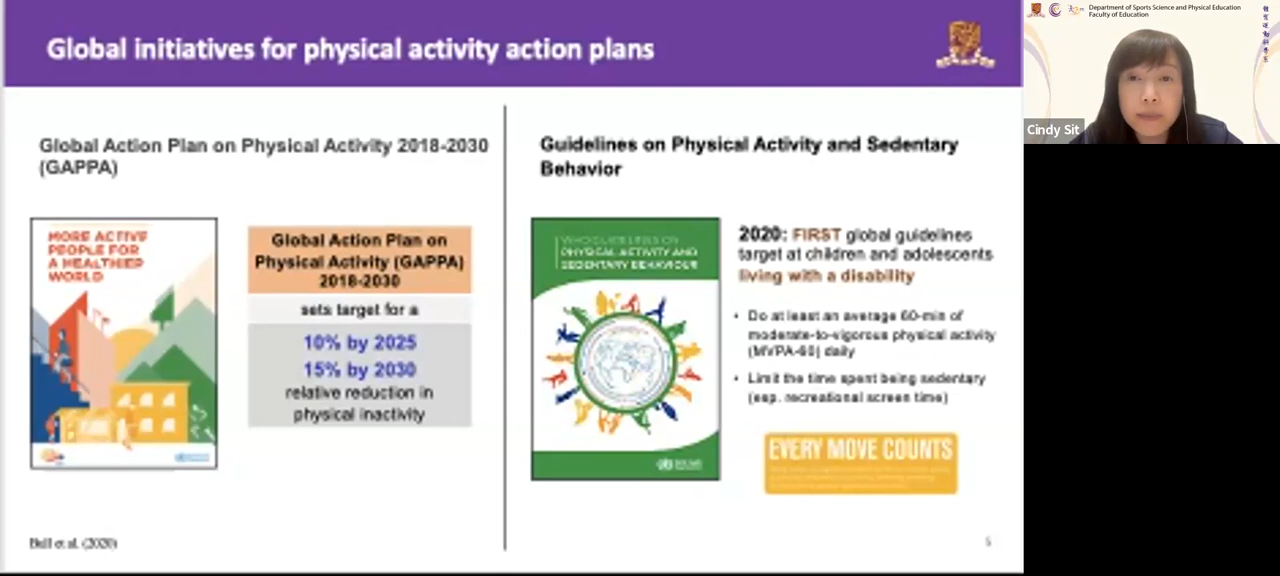 Global initiatives for physical activity action plans
Global Action Plan on Physical Activity 2018-2030
(GAPPA)
MORE ACTIVE
PEOPLE FOR
A HEALTHIER
WORLD
Global Action Plan on
Physical Activity (GAPPA)
2018-2030
sets target for a
10% by 2025
15% by 2030
relative reduction in
physical inactivity
Guidelines on Physical Activity and Sedentary
Behavior
WHO GUIDELINES ON
PHYSICAL ACTIVITY AND
SEDENTARY BEHAVIOUR
2020: FIRST global guidelines
target at children and adolescents
living with a disability
• Do at least an average 60-min of
moderate-to-vigorous physical activity
(MVPA-60) daily
• Limit the time spent being sedentary
(esp. recreational screen time)
EVERY MOVE COUNTS
Bull et al. (2020)
5
Department of Sports Science and Physical Education
Faculty of Education
Cindy Sit